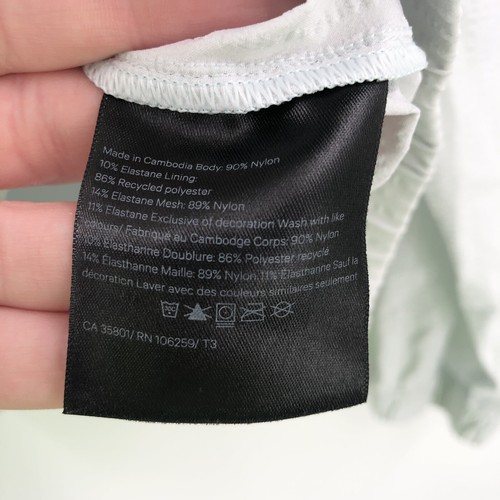 Made in Cambodia Body: 90% Nylon
10% Elastane Lining:
86% Recycled polyester
14% Elastane Mesh: 89% Nylon
11% Elastane Exclusive of decoration Wash with like
colours/ Fabriqué au Cambodge Corps: 90% Nylon
10% Élasthanne Doublure: 86% Polyester recyclé
14% Élasthanne Maille: 89% Nylon 11% Élasthanne Sauf la
décoration Laver avec des couleurs similaires seulement
CA 35801/ RN 106259/ T3